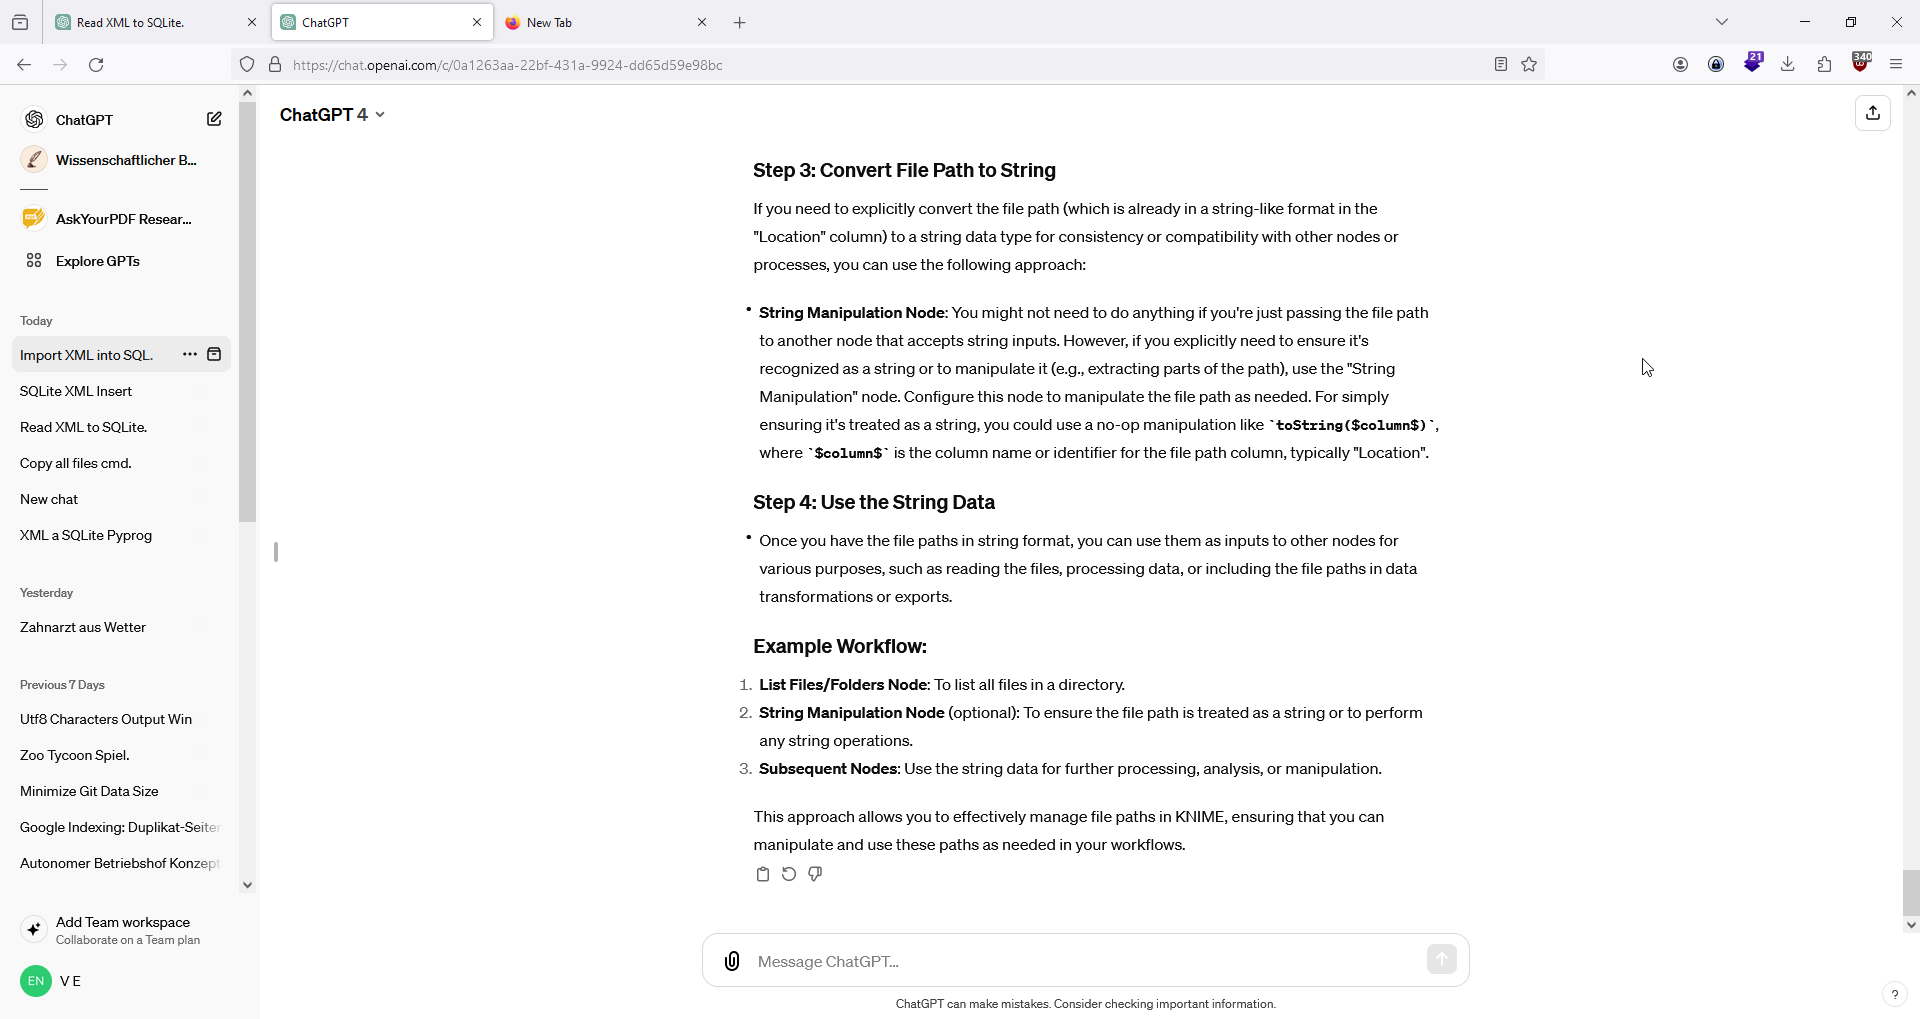 Read XML to SQLite.
ChatGPT
New Tab
https://chat.openai.com/c/0a1263aa-22bf-431a-9924-dd65d59e98bc
21
340
ChatGPT
Wissenschaftlicher B...
AskYourPDF Resear...
Explore GPTs
Today
Import XML into SQL.
SQLite XML Insert
Read XML to SQLite.
Copy all files cmd.
New chat
XML a SQLite Pyprog
Yesterday
Zahnarzt aus Wetter
Previous 7 Days
Utf8 Characters Output Win
Zoo Tycoon Spiel.
Minimize Git Data Size
Google Indexing: Duplikat-Seiten
Autonomer Betriebshof Konzept
Add Team workspace
Collaborate on a Team plan
EN
V E
ChatGPT 4
Step 3: Convert File Path to String
If you need to explicitly convert the file path (which is already in a string-like format in the
"Location" column) to a string data type for consistency or compatibility with other nodes or
processes, you can use the following approach:
• String Manipulation Node: You might not need to do anything if you're just passing the file path
to another node that accepts string inputs. However, if you explicitly need to ensure it's
recognized as a string or to manipulate it (e.g., extracting parts of the path), use the "String
Manipulation" node. Configure this node to manipulate the file path as needed. For simply
ensuring it's treated as a string, you could use a no-op manipulation like `toString($column$)`,
where `$column$` is the column name or identifier for the file path column, typically "Location".
Step 4: Use the String Data
• Once you have the file paths in string format, you can use them as inputs to other nodes for
various purposes, such as reading the files, processing data, or including the file paths in data
transformations or exports.
Example Workflow:
1. List Files/Folders Node: To list all files in a directory.
2. String Manipulation Node (optional): To ensure the file path is treated as a string or to perform
any string operations.
3. Subsequent Nodes: Use the string data for further processing, analysis, or manipulation.
This approach allows you to effectively manage file paths in KNIME, ensuring that you can
manipulate and use these paths as needed in your workflows.
Message ChatGPT...
ChatGPT can make mistakes. Consider checking important information.
?